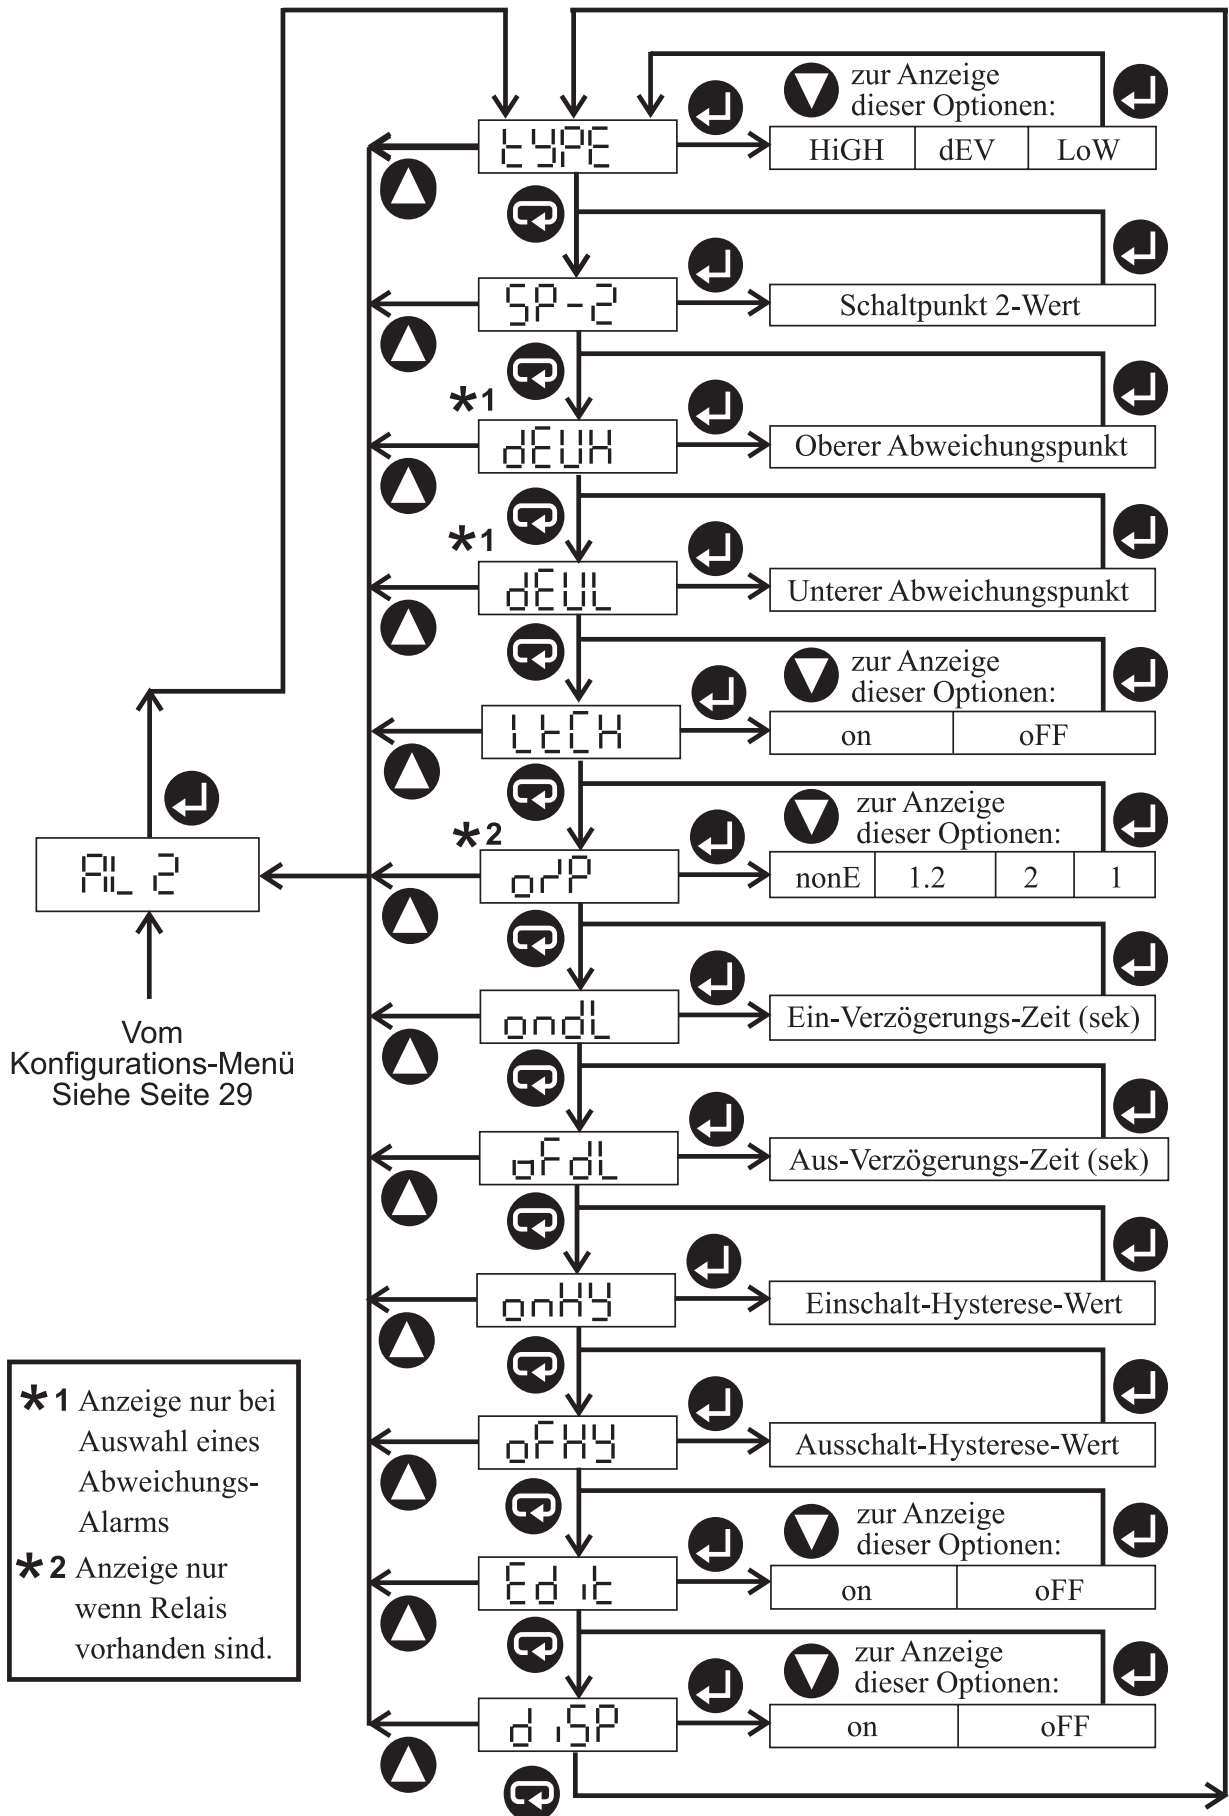 zur Anzeige
dieser Optionen:
tYPE
HiGH dEV LoW
SP-2
Schaltpunkt 2-Wert
*1
dEVH
Oberer Abweichungspunkt
*1
dEVL
Unterer Abweichungspunkt
zur Anzeige
dieser Optionen:
LtCH
on oFF
zur Anzeige
dieser Optionen:
*2
AL 2
o/P
nonE 1.2 2 1
ondL
Ein-Verzögerungs-Zeit (sek)
Vom
Konfigurations-Menü
Siehe Seite 29
oFdL
Aus-Verzögerungs-Zeit (sek)
onHY
Einschalt-Hysterese-Wert
oFHY
Ausschalt-Hysterese-Wert
*1 Anzeige nur bei
Auswahl eines
Abweichungs-
Alarms
*2 Anzeige nur
wenn Relais
vorhanden sind.
zur Anzeige
dieser Optionen:
Edit
on oFF
zur Anzeige
dieser Optionen:
diSP
on oFF